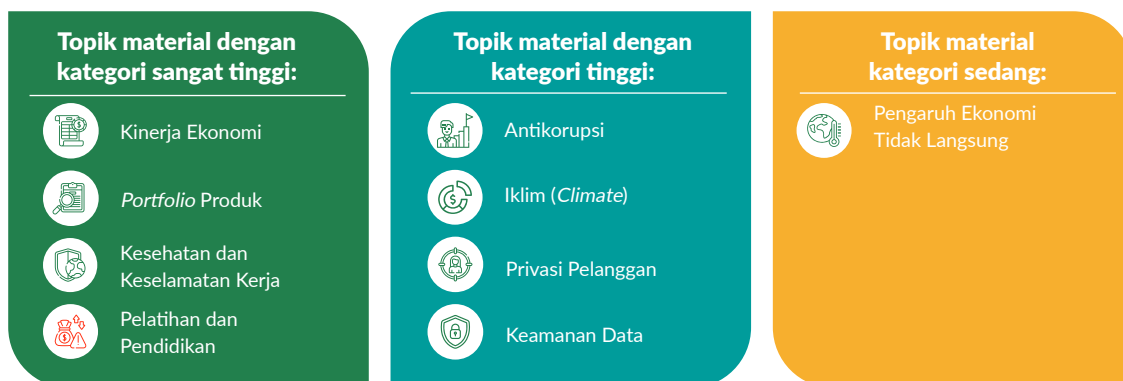 Topik material dengan
kategori sangat tinggi:
Kinerja Ekonomi
Portfolio Produk
Kesehatan dan
Keselamatan Kerja
Pelatihan dan
Pendidikan
Topik material dengan
kategori tinggi:
Antikorupsi
Iklim (Climate)
Privasi Pelanggan
Keamanan Data
Topik material
kategori sedang:
Pengaruh Ekonomi
Tidak Langsung